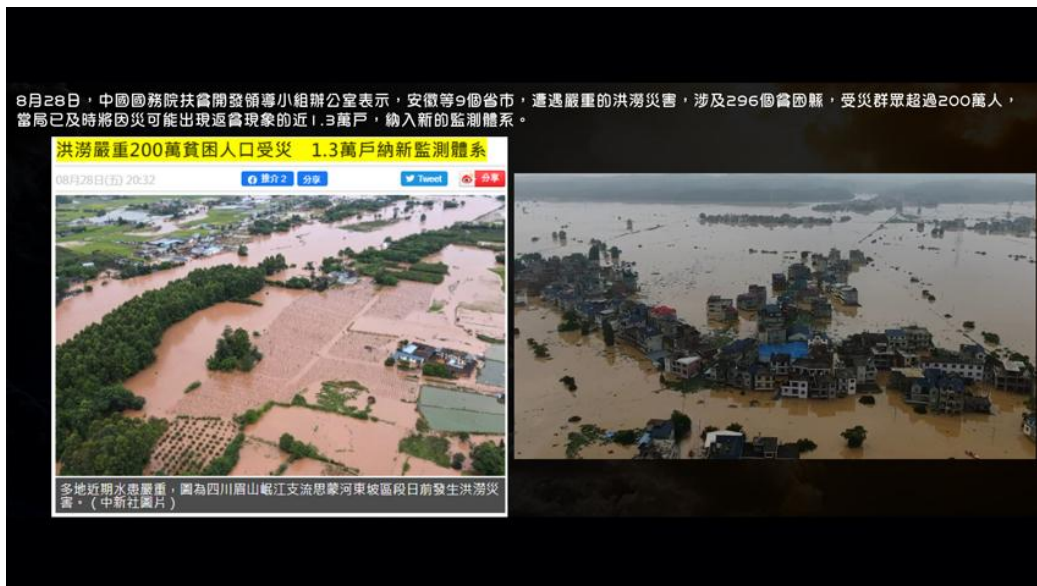 8月28日，中國國務院扶貧開發領導小組辦公室表示，安徽等9個省市，遭遇嚴重的洪澇災害，涉及296個貧困縣，受災群眾超過200萬人，
當局已及時將因災可能出現返貧現象的近1.3萬戶，納入新的監測體系。
洪澇嚴重200萬貧困人口受災　1.3萬戶納新監測體系
08月28日(五) 20:32 推介 2 分享 Tweet 分享
多地近期水患嚴重，圖為四川眉山岷江支流思蒙河東坡區段日前發生洪澇災
害。（中新社圖片）